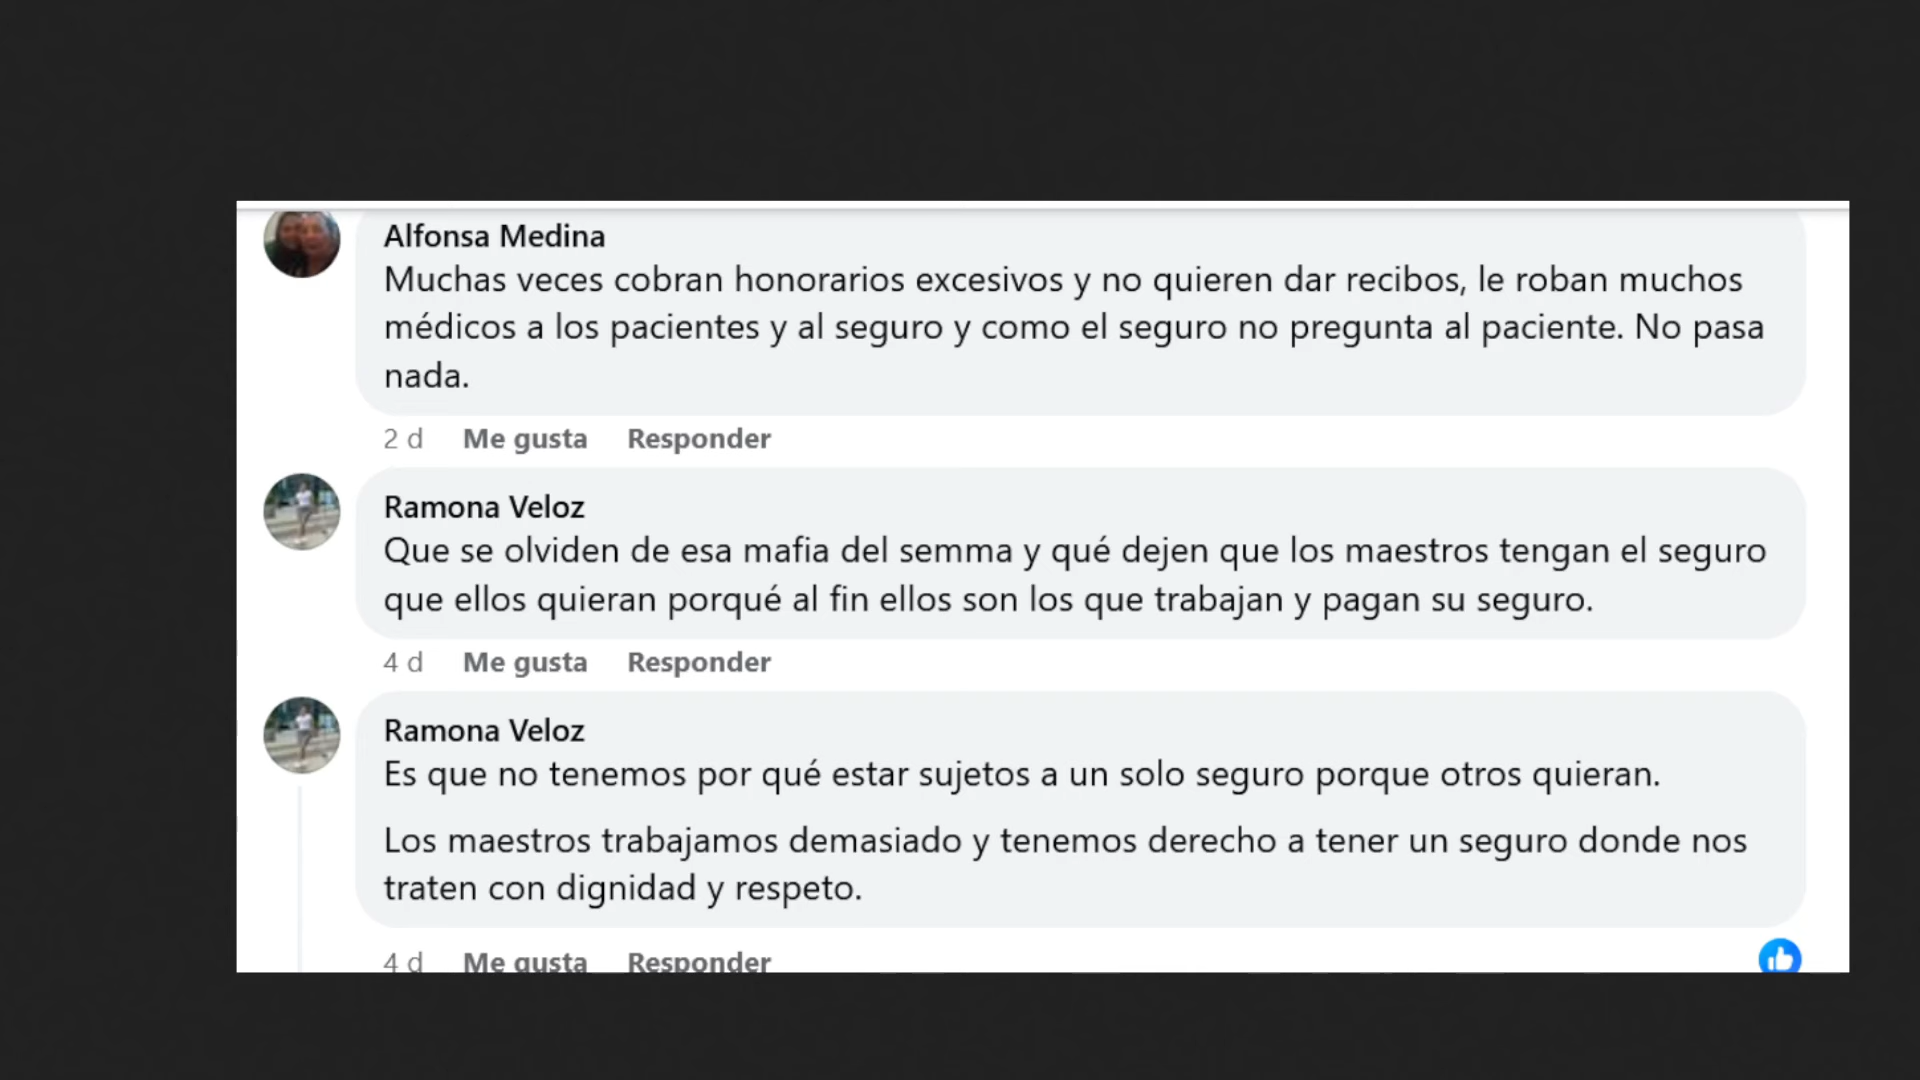 Alfonsa Medina
Muchas veces cobran honorarios excesivos y no quieren dar recibos, le roban muchos
médicos a los pacientes y al seguro y como el seguro no pregunta al paciente. No pasa
nada.
2 d Me gusta Responder
Ramona Veloz
Que se olviden de esa mafia del semma y qué dejen que los maestros tengan el seguro
que ellos quieran porqué al fin ellos son los que trabajan y pagan su seguro.
4 d Me gusta Responder
Ramona Veloz
Es que no tenemos por qué estar sujetos a un solo seguro porque otros quieran.
Los maestros trabajamos demasiado y tenemos derecho a tener un seguro donde nos
traten con dignidad y respeto.
4 d Me gusta Responder